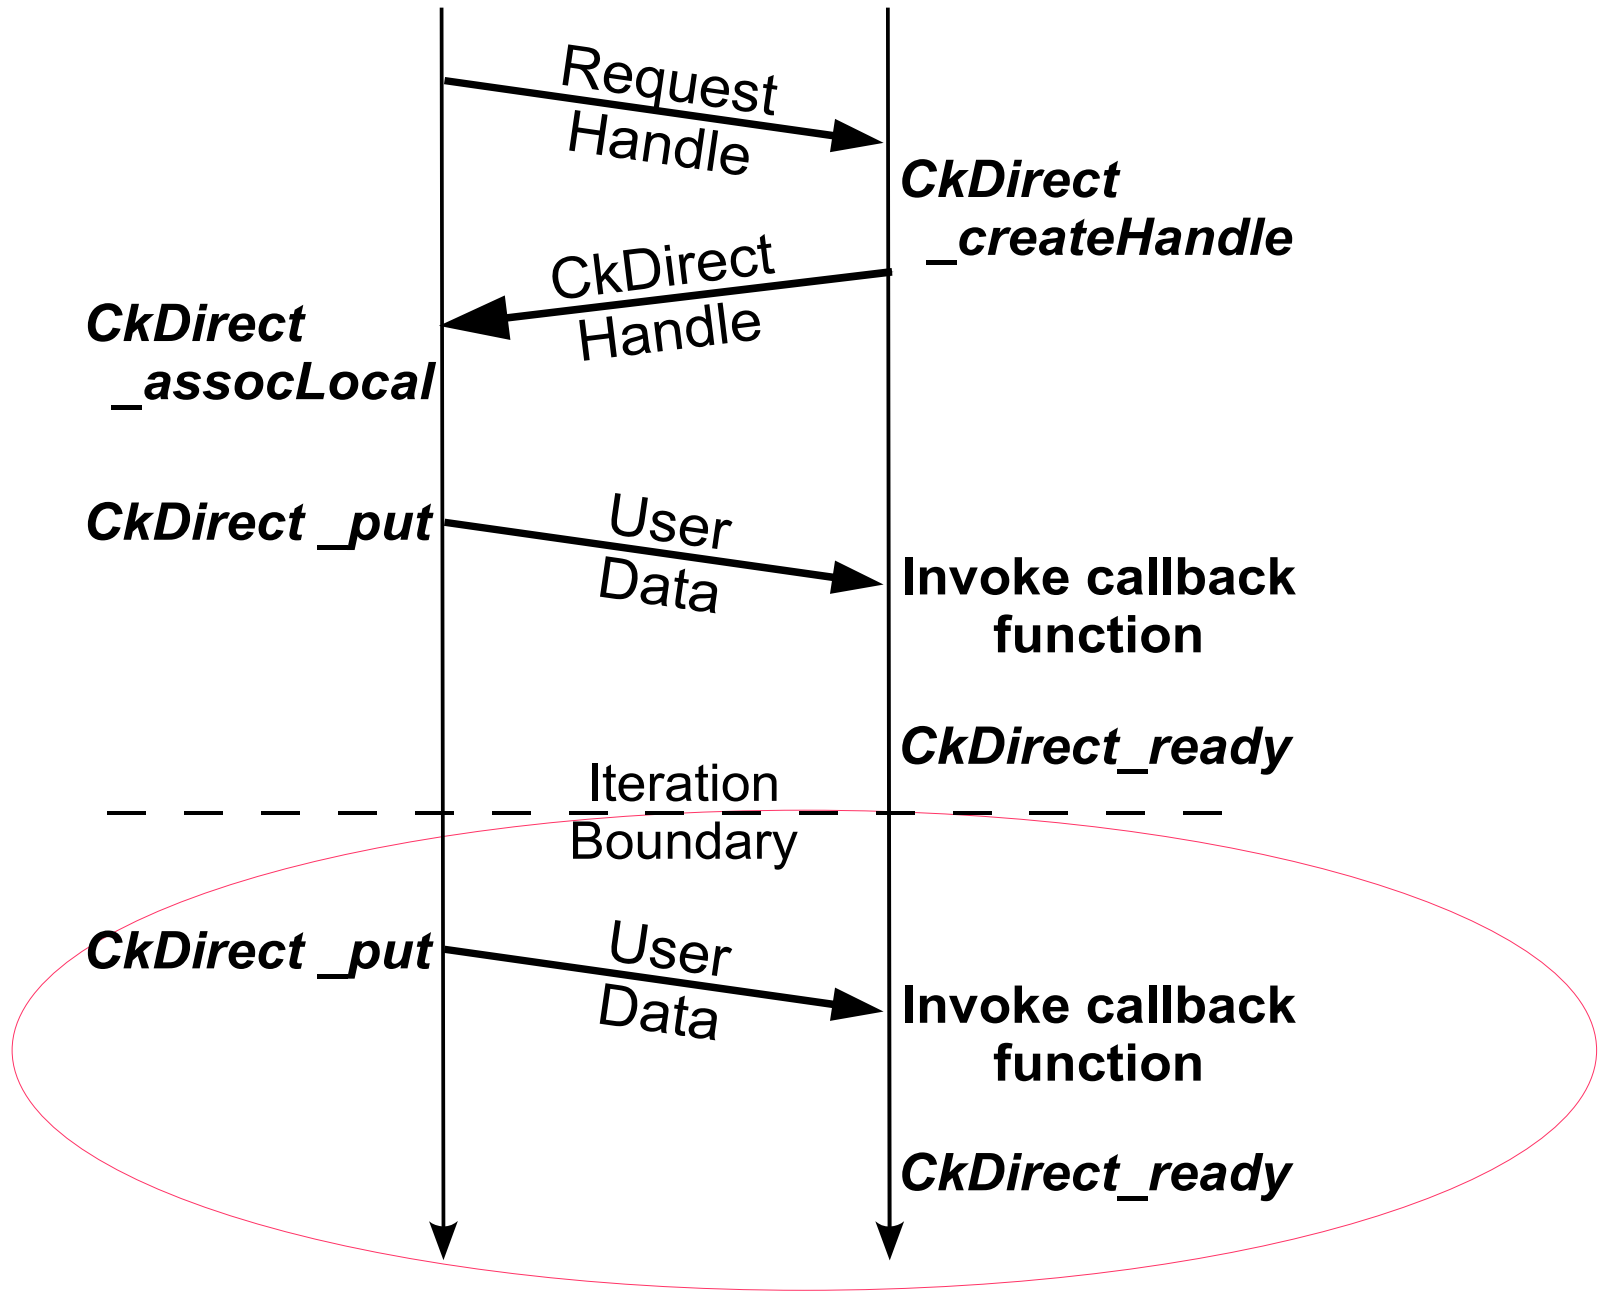 Request
Handle
CkDirect
_createHandle
CkDirect
Handle
CkDirect
_assocLocal
CkDirect _put
User
Data
Invoke callback
function
CkDirect_ready
Iteration
Boundary
CkDirect _put
User
Data
Invoke callback
function
CkDirect_ready